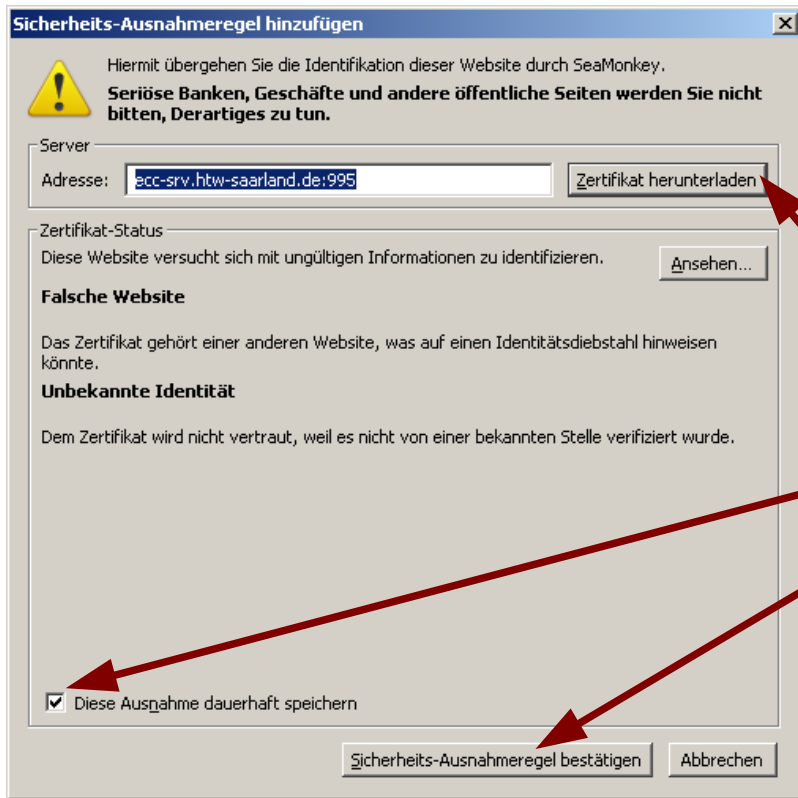 Sicherheits-Ausnahmeregel hinzufügen
Hiermit übergehen Sie die Identifikation dieser Website durch SeaMonkey.
Seriöse Banken, Geschäfte und andere öffentliche Seiten werden Sie nicht
bitten, Derartiges zu tun.
Server
Adresse: ecc-srv.htw-saarland.de:995 Zertifikat herunterladen
Zertifikat-Status
Diese Website versucht sich mit ungültigen Informationen zu identifizieren. Ansehen...
Falsche Website
Das Zertifikat gehört einer anderen Website, was auf einen Identitätsdiebstahl hinweisen
könnte.
Unbekannte Identität
Dem Zertifikat wird nicht vertraut, weil es nicht von einer bekannten Stelle verifiziert wurde.
Diese Ausnahme dauerhaft speichern
Sicherheits-Ausnahmeregel bestätigen Abbrechen